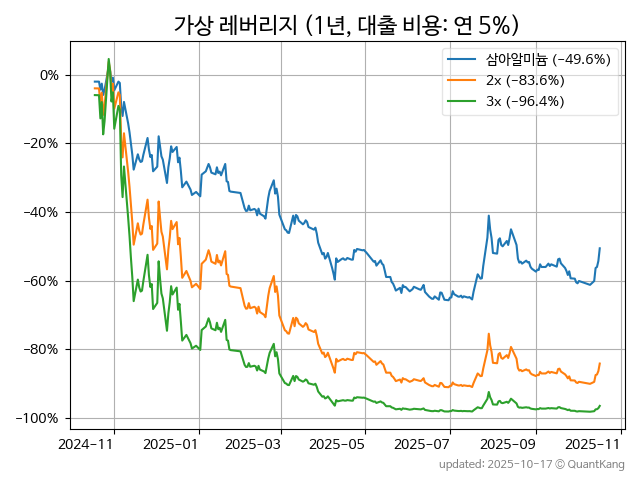 가상 레버리지 (1년, 대출 비용: 연 5%)
삼아알미늄 (−49.6%)
2x (−83.6%)
3x (−96.4%)
0%
−20%
−40%
−60%
−80%
−100%
2024-11 2025-01 2025-03 2025-05 2025-07 2025-09 2025-11
updated: 2025-10-17 © QuantKang